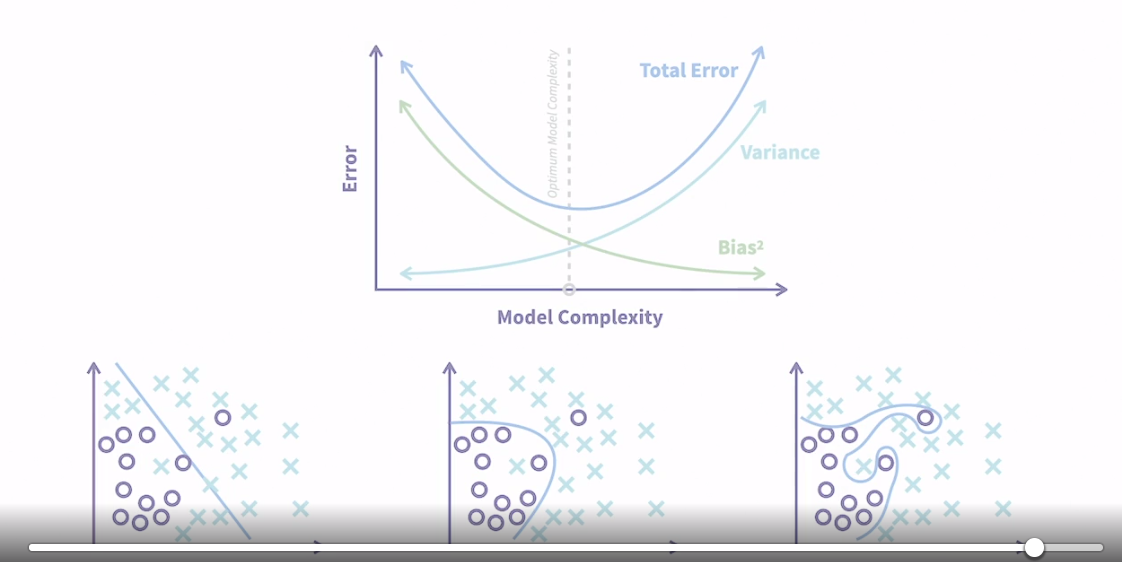 Total Error
Optimum Model Complexity
Variance
Error
Bias²
Model Complexity